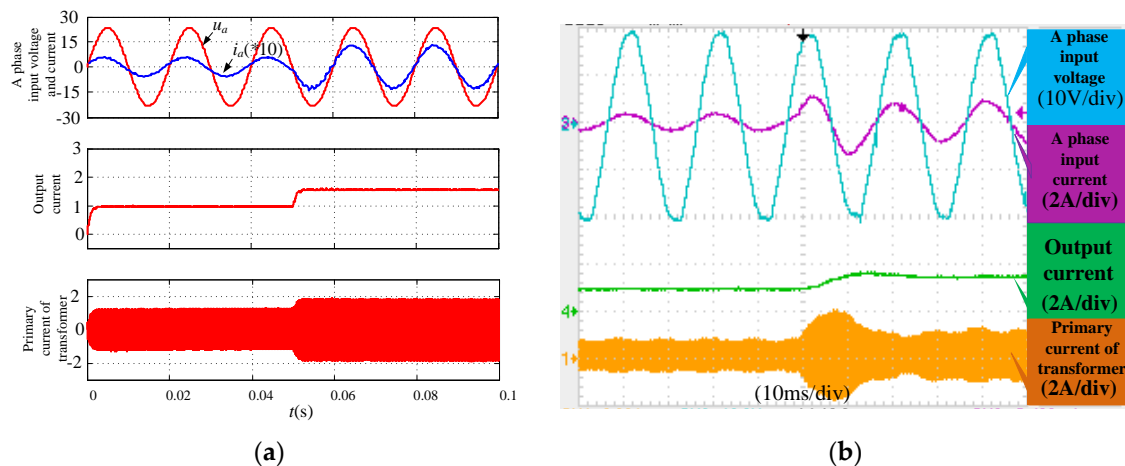 30
15
0
-15
-30
A phase
input voltage
and current
u_a
i_a(*10)
3
2
1
0
Output
current
2
0
-2
Primary
current of
transformer
0
0.02
0.04
0.06
0.08
0.1
t(s)
(a)
A phase
input
voltage
(10V/div)
A phase
input
current
(2A/div)
Output
current
(2A/div)
Primary
current of
transformer
(2A/div)
3
4
1
(10ms/div)
(b)